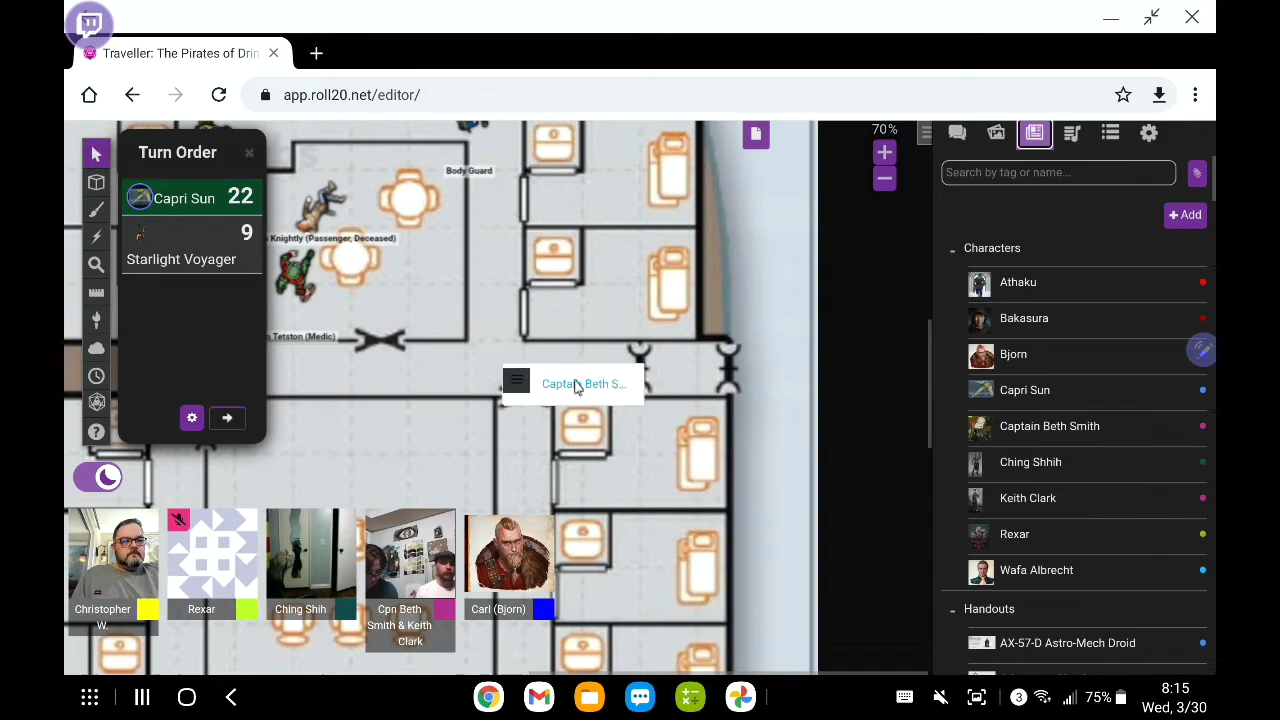 Traveller: The Pirates of Drin
app.roll20.net/editor/
Turn Order
Capri Sun 22
9
Starlight Voyager
Body Guard
Knightly (Passenger, Deceased)
Tetston (Medic)
Captain Beth S...
70%
Search by tag or name...
+ Add
Characters
Athaku
Bakasura
Bjorn
Capri Sun
Captain Beth Smith
Ching Shhih
Keith Clark
Rexar
Wafa Albrecht
Handouts
AX-57-D Astro-Mech Droid
Christopher
W.
Rexar
Ching Shih
Cpn Beth
Smith & Keith
Clark
Carl (Bjorn)
3
75%
8:15
Wed, 3/30